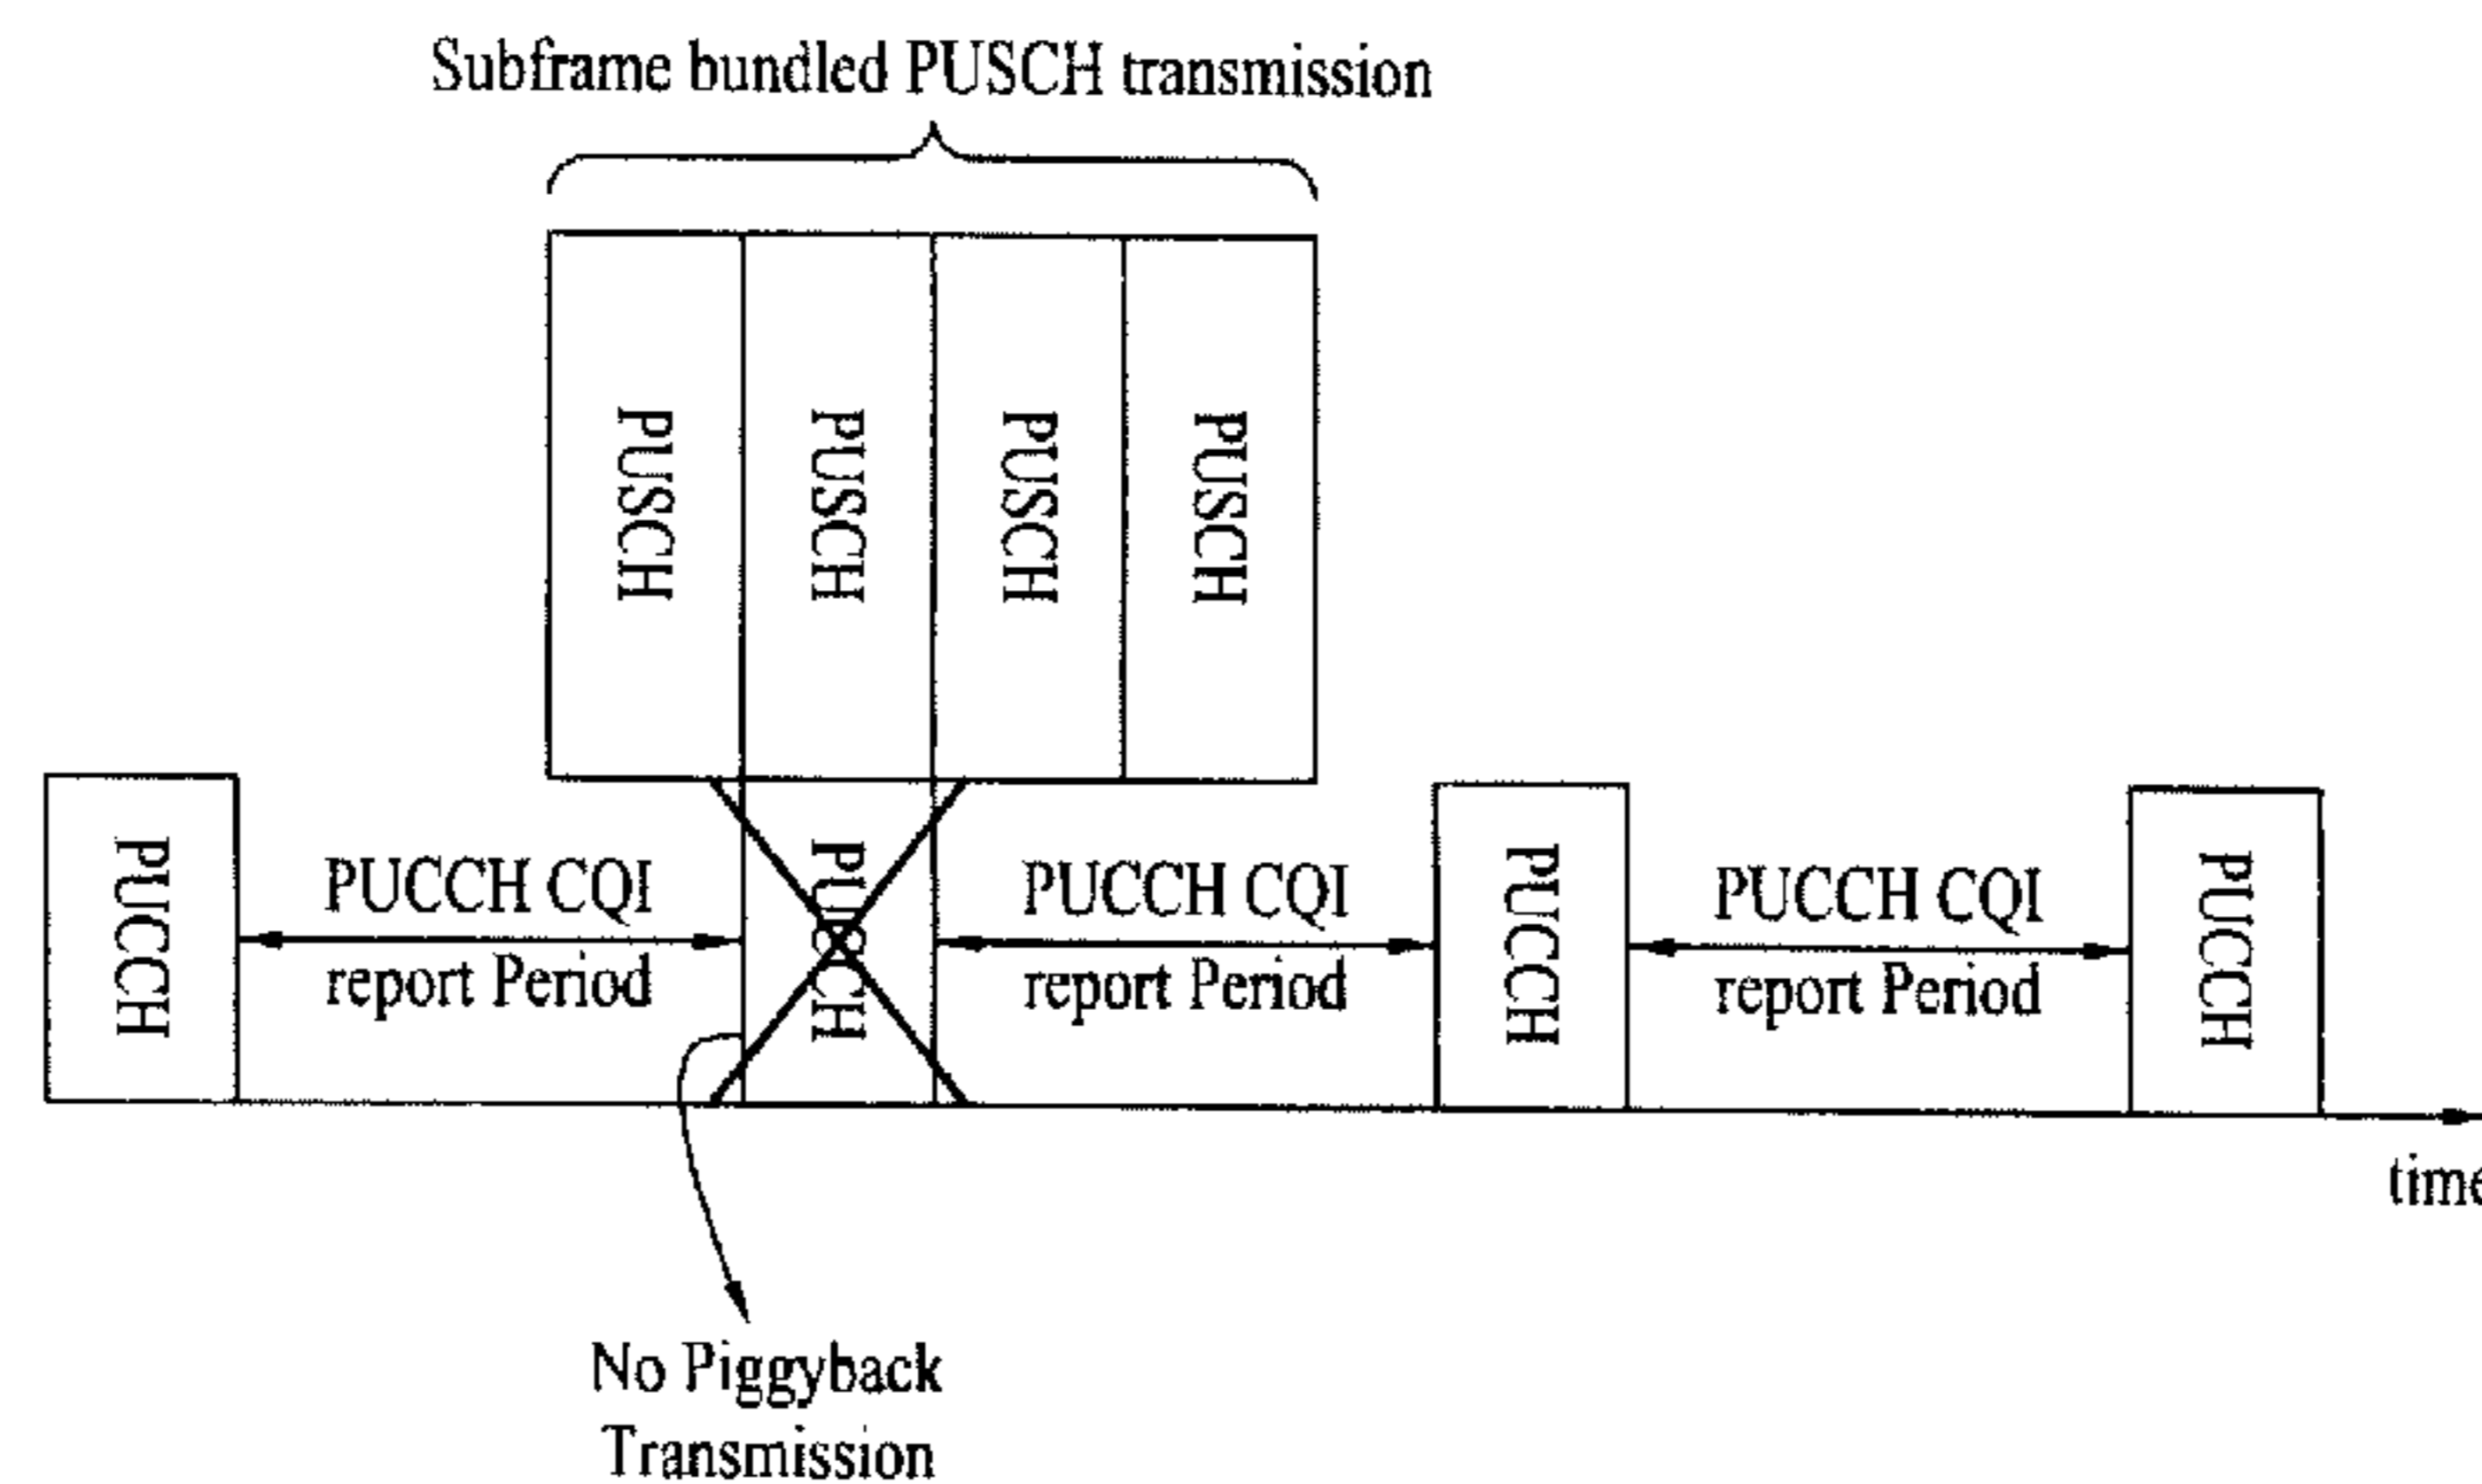 Subframe bundled PUSCH transmission
PUSCH
PUSCH
PUSCH
PUSCH
PUCCH
PUCCH CQI
report Period
PUCCH
PUCCH CQI
report Period
PUCCH
PUCCH CQI
report Period
PUCCH
time
No Piggyback
Transmission